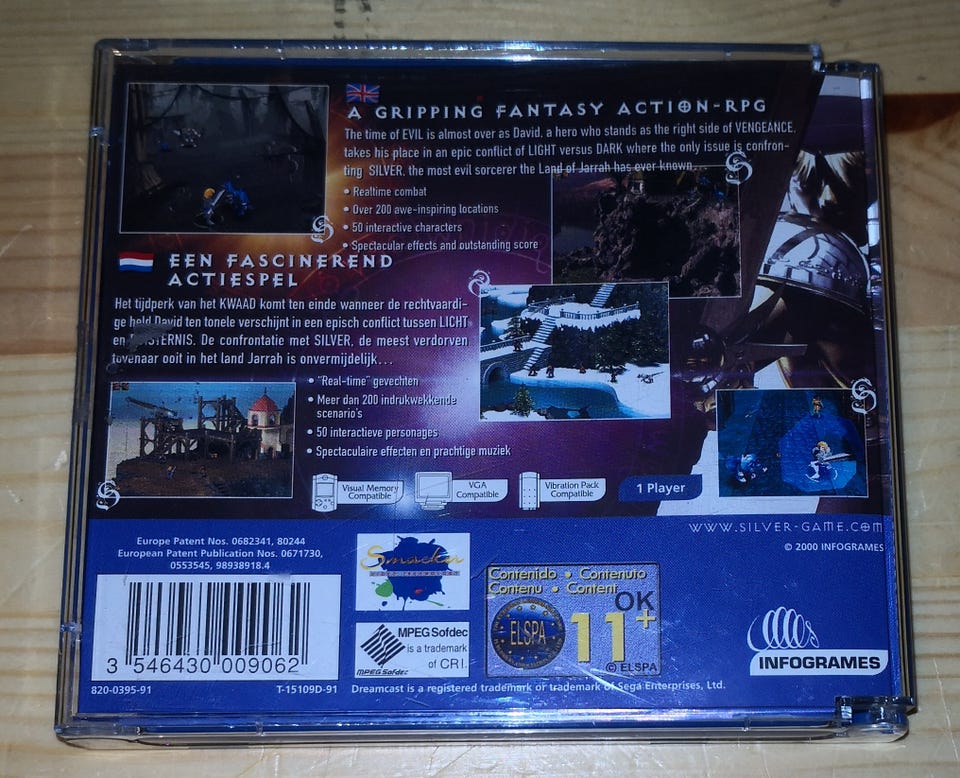 A GRIPPING FANTASY ACTION-RPG
The time of EVIL is almost over as David, a hero who stands as the right side of VENGEANCE,
takes his place in an epic conflict of LIGHT versus DARK where the only issue is confron-
ting SILVER, the most evil sorcerer the Land of Jarrah has ever known...
• Realtime combat
• Over 200 awe-inspiring locations
• 50 interactive characters
• Spectacular effects and outstanding score
EEN FASCINEREND
ACTIESPEL
Het tijdperk van het KWAAD komt ten einde wanneer de rechtvaardi-
ge held David ten tonele verschijnt in een episch conflict tussen LICHT
en DUISTERNIS. De confrontatie met SILVER, de meest verdorven
tovenaar ooit in het land Jarrah is onvermijdelijk...
• "Real-time" gevechten
• Meer dan 200 indrukwekkende
scenario's
• 50 interactieve personages
• Spectaculaire effecten en prachtige muziek
Visual Memory
Compatible
VGA
Compatible
Vibration Pack
Compatible
1 Player
WWW.SILVER-GAME.COM
© 2000 INFOGRAMES
Europe Patent Nos. 0682341, 80244
European Patent Publication Nos. 0671730,
0553545, 98938918.4
3 546430 009062
820-0395-91
T-15109D-91
Smacker
MPEG Sofdec
is a trademark
of CRI.
MPEG Sofdec
Contenido • Contenuto
Contenu • Content
OK
ELSPA
11+
© ELSPA
INFOGRAMES
Dreamcast is a registered trademark or trademark of Sega Enterprises, Ltd.